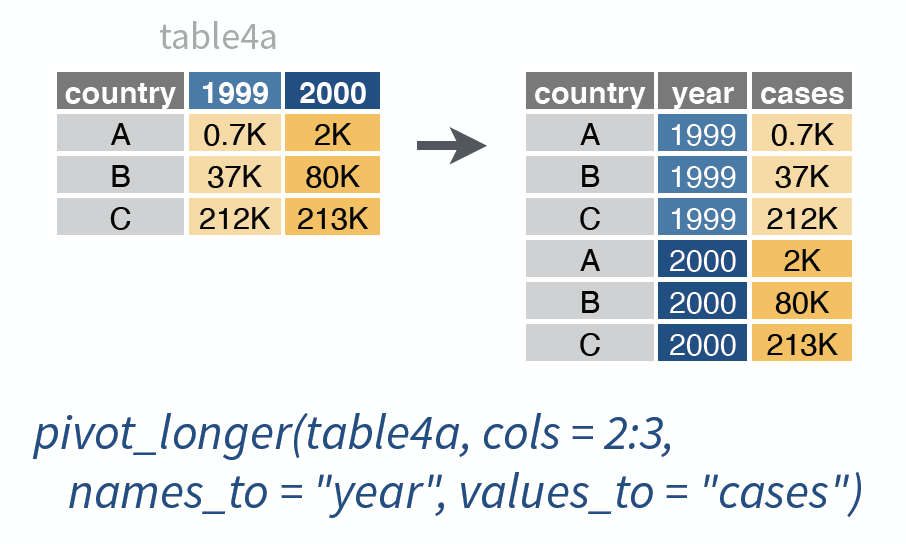 table4a
country 1999 2000
A 0.7K 2K
B 37K 80K
C 212K 213K
country year cases
A 1999 0.7K
B 1999 37K
C 1999 212K
A 2000 2K
B 2000 80K
C 2000 213K
pivot_longer(table4a, cols = 2:3,
names_to = "year", values_to = "cases")